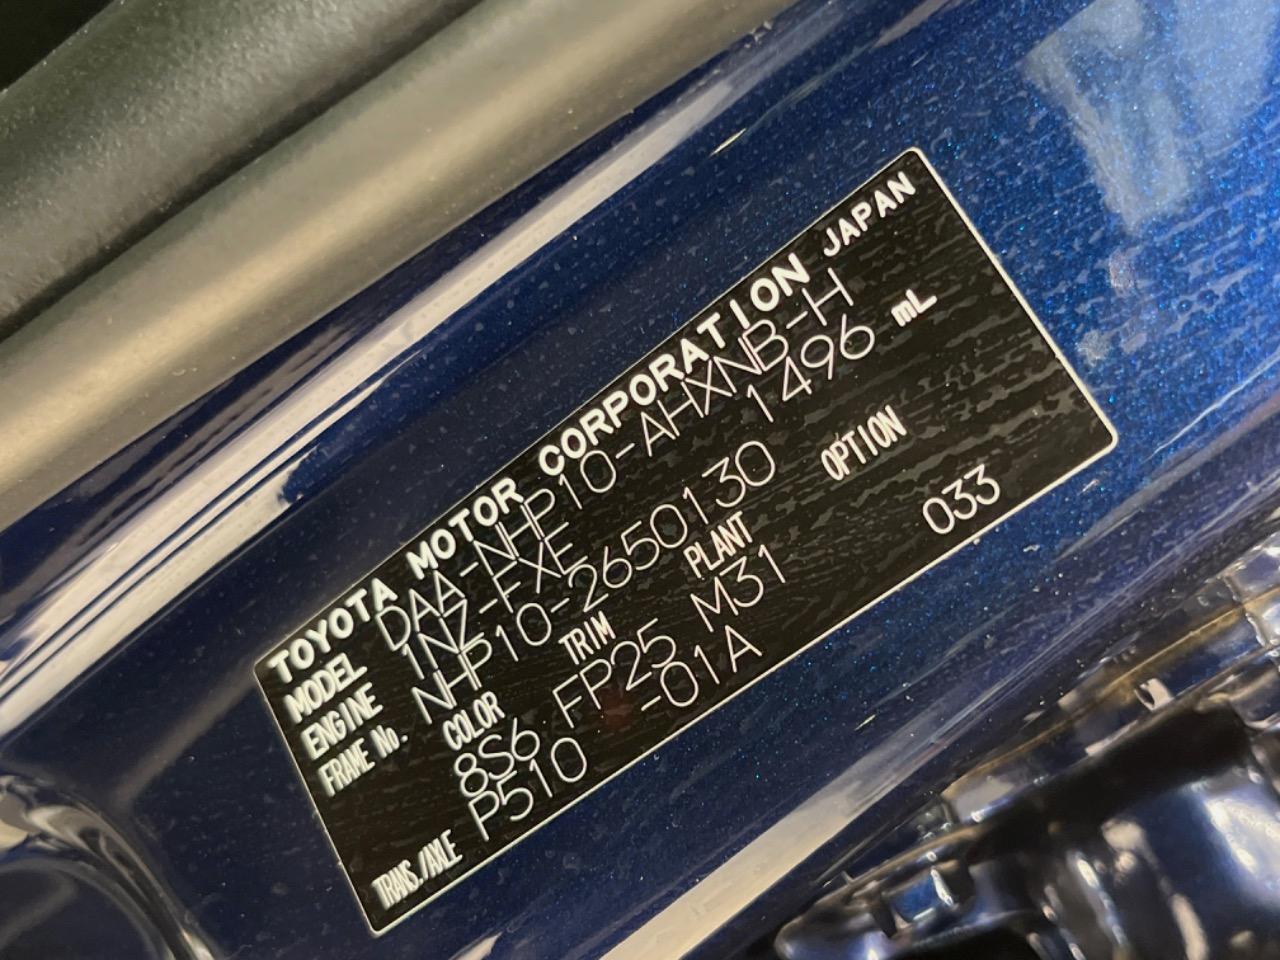 TOYOTA MOTOR CORPORATION JAPAN
MODEL DAA-NHP10-AHXNB-H
ENGINE 1NZ-FXE 1496 mL
FRAME No. NHP10-2650130
COLOR TRIM PLANT OPTION
8S6 FP25 M31 033
TRANS./AXLE P510 -01A